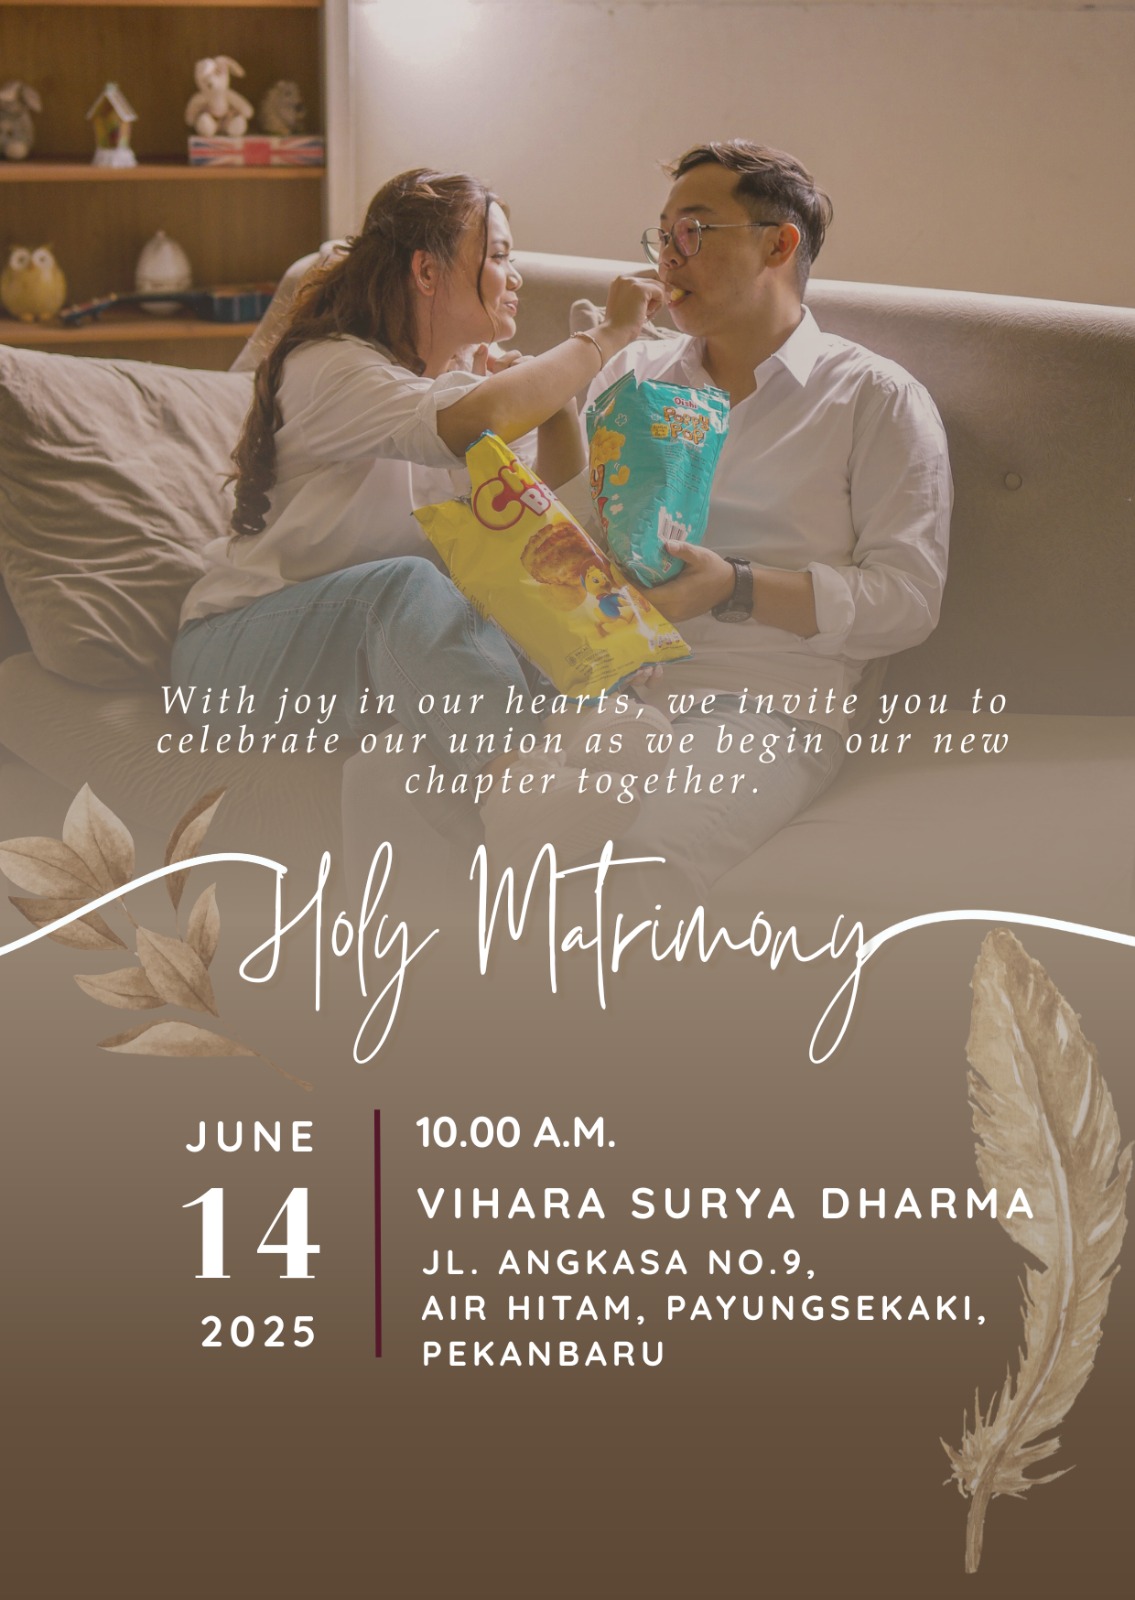 Oishi
With joy in our hearts, we invite you to
celebrate our union as we begin our new
chapter together.
Holy Matrimony
JUNE
14
2025
10.00 A.M.
VIHARA SURYA DHARMA
JL. ANGKASA NO.9,
AIR HITAM, PAYUNGSEKAKI,
PEKANBARU